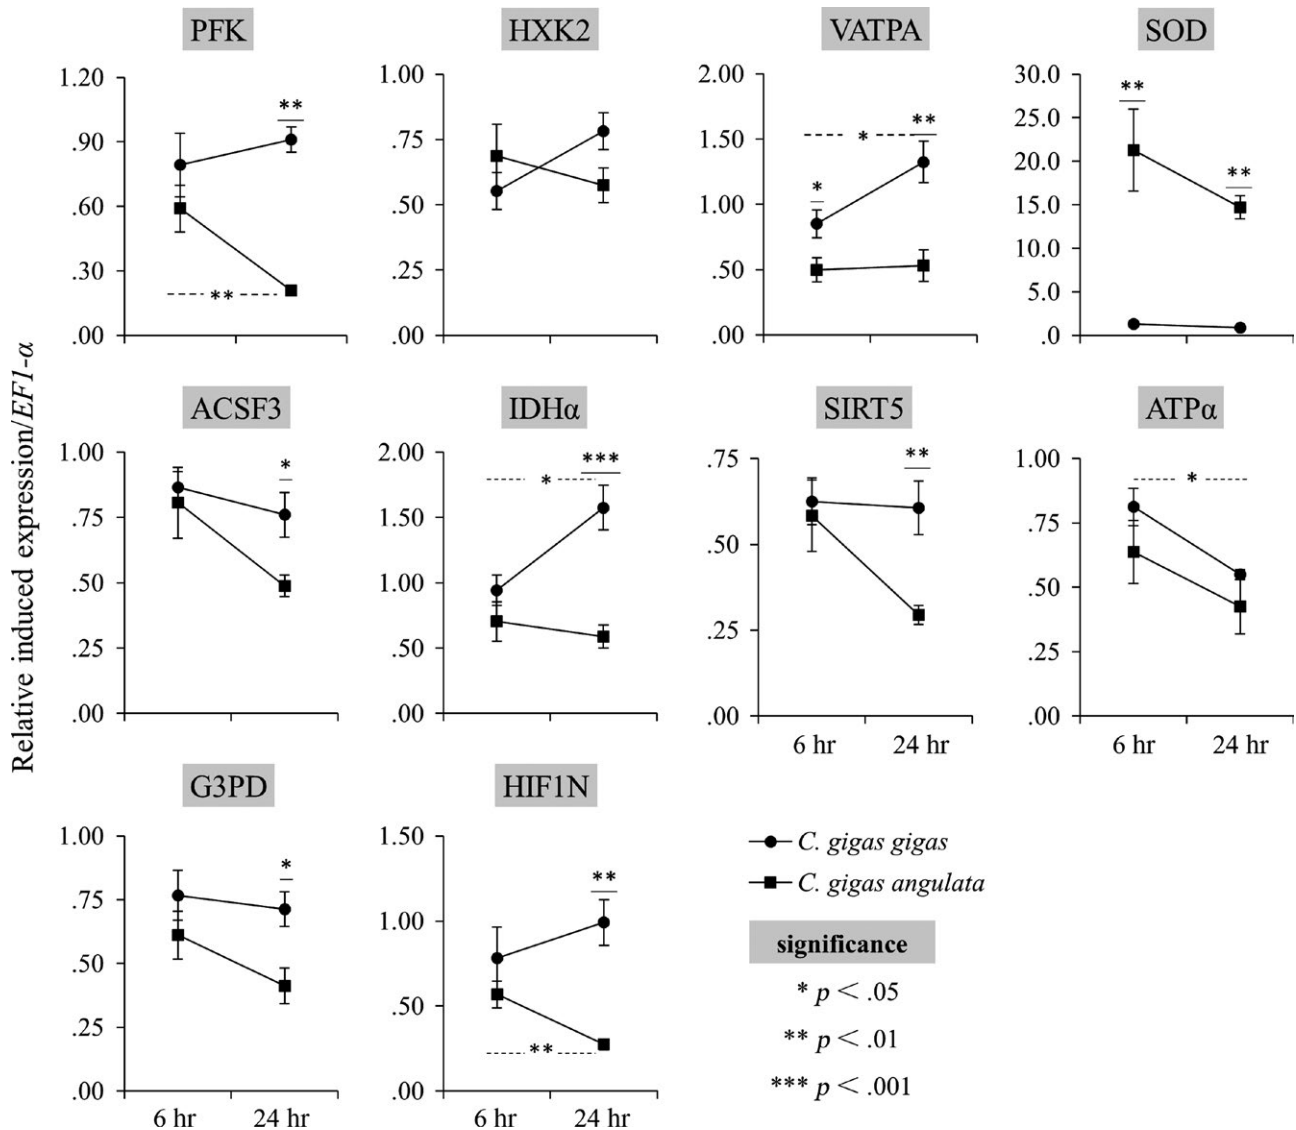 PFK
HXK2
VATPA
SOD
1.20
.90
.60
.30
.00
**
**
1.00
.75
.50
.25
.00
2.00
1.50
1.00
.50
.00
*
*
**
30.0
25.0
20.0
15.0
10.0
5.0
.0
**
**
Relative induced expression/EF1-α
ACSF3
IDHα
SIRT5
ATPα
1.00
.75
.50
.25
.00
*
2.00
1.50
1.00
.50
.00
*
***
.75
.50
.25
.00
**
6 hr
24 hr
1.00
.75
.50
.25
.00
*
6 hr
24 hr
G3PD
HIF1N
1.00
.75
.50
.25
.00
*
6 hr
24 hr
1.50
1.00
.50
.00
**
**
6 hr
24 hr
C. gigas gigas
C. gigas angulata
significance
* p < .05
** p < .01
*** p < .001